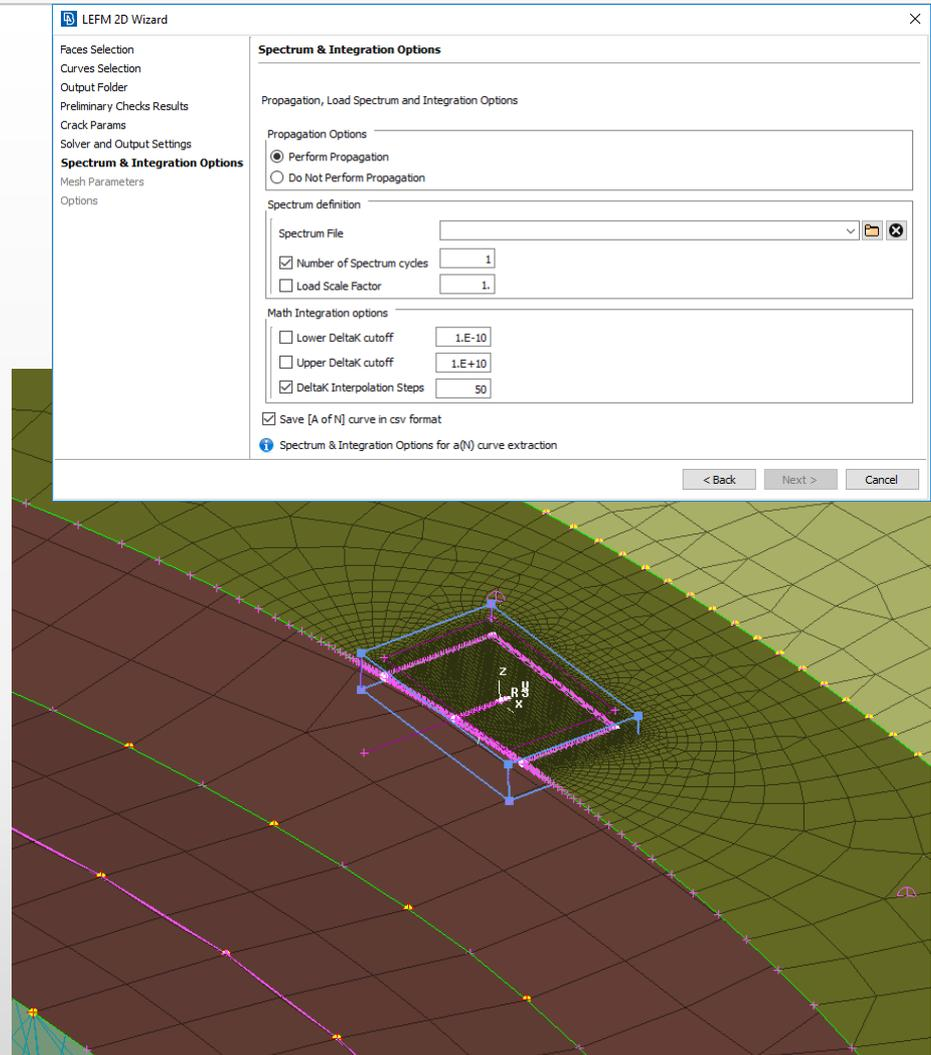 LEFM 2D Wizard
Faces Selection
Curves Selection
Output Folder
Preliminary Checks Results
Crack Params
Solver and Output Settings
Spectrum & Integration Options
Mesh Parameters
Options
Spectrum & Integration Options
Propagation, Load Spectrum and Integration Options
Propagation Options
Perform Propagation
Do Not Perform Propagation
Spectrum definition
Spectrum File
Number of Spectrum cycles 1
Load Scale Factor 1.
Math Integration options
Lower DeltaK cutoff 1.E-10
Upper DeltaK cutoff 1.E+10
DeltaK Interpolation Steps 50
Save [A of N] curve in csv format
Spectrum & Integration Options for a(N) curve extraction
< Back Next > Cancel
Z
X